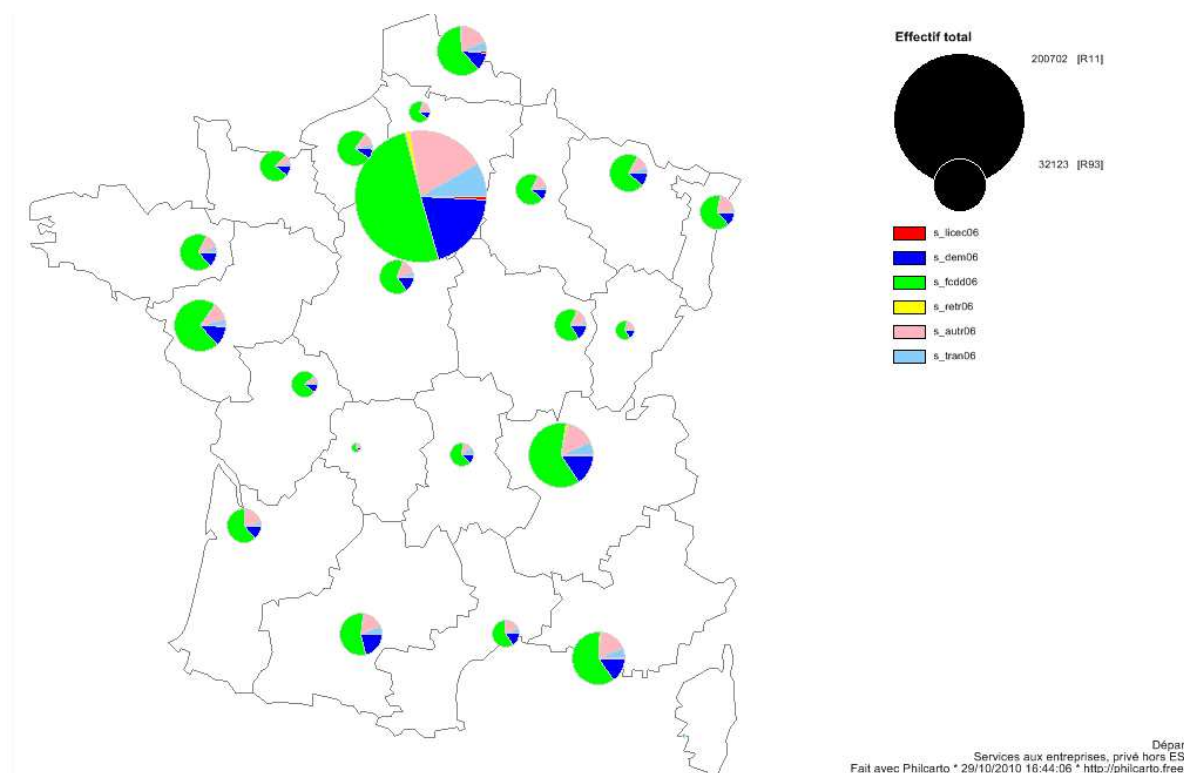 Effectif total
200702 [R11]
32123 [R93]
s_licec06
s_dem06
s_fcdd06
s_retr06
s_autr06
s_tran06
Dépar
Services aux entreprises, privé hors ES
Fait avec Philcarto * 29/10/2010 16:44:06 * http://philcarto.free